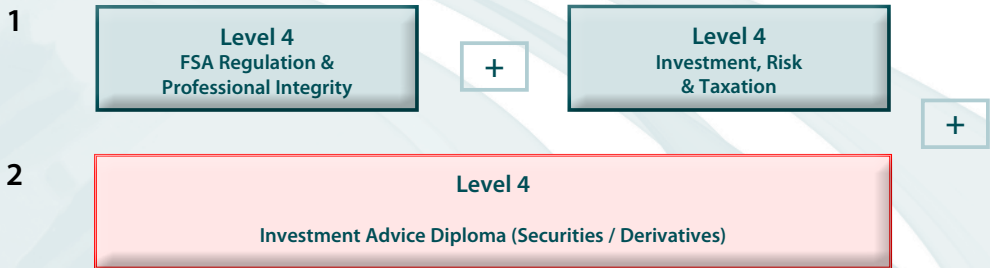 1
Level 4
FSA Regulation &
Professional Integrity
+
Level 4
Investment, Risk
& Taxation
+
2
Level 4
Investment Advice Diploma (Securities / Derivatives)